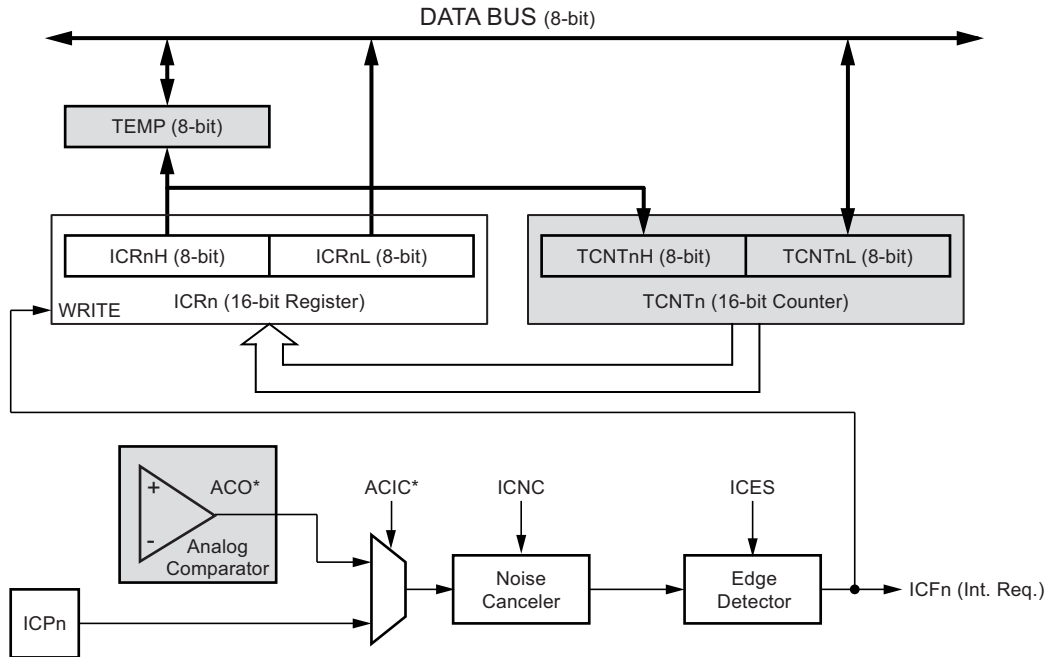 DATA BUS (8-bit)
TEMP (8-bit)
ICRnH (8-bit)
ICRnL (8-bit)
TCNTnH (8-bit)
TCNTnL (8-bit)
WRITE
ICRn (16-bit Register)
TCNTn (16-bit Counter)
+
-
ACO*
Analog
Comparator
ACIC*
ICNC
ICES
Noise
Canceler
Edge
Detector
ICFn (Int. Req.)
ICPn